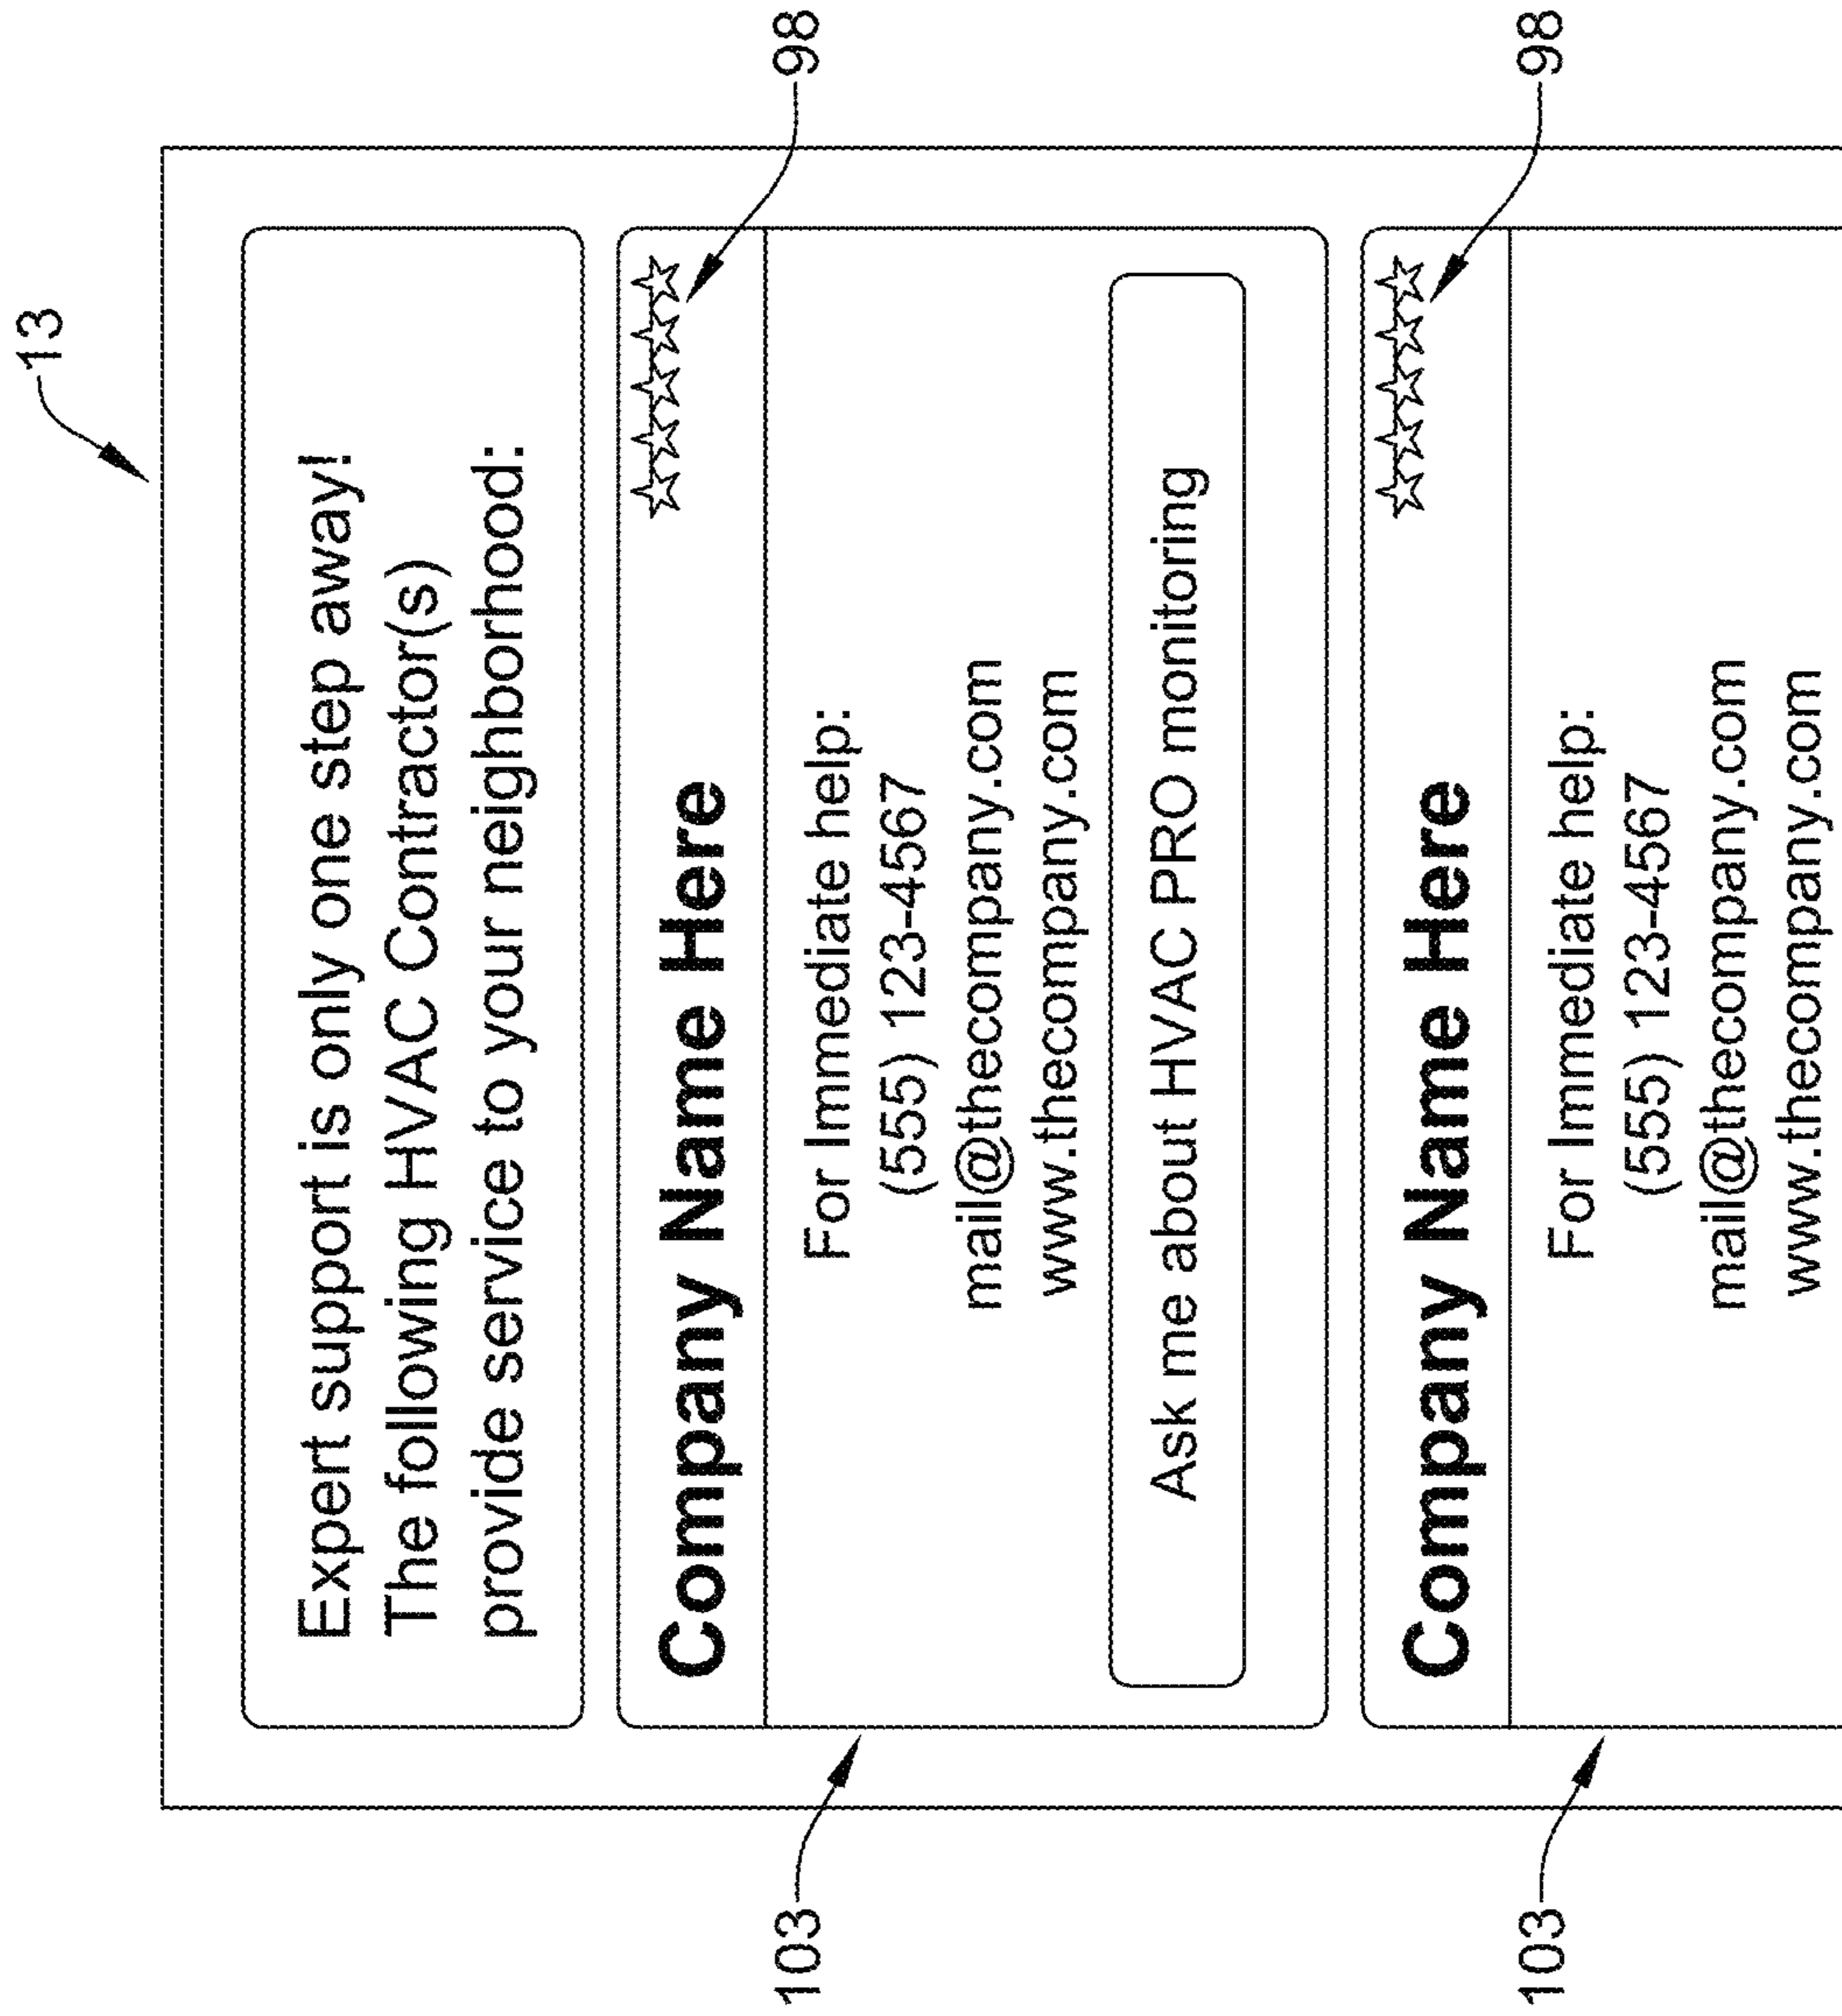 13
Expert support is only one step away!
The following HVAC Contractor(s)
provide service to your neighborhood:
Company Name Here ☆☆☆☆☆
98
103
For Immediate help:
(555) 123-4567
mail@thecompany.com
www.thecompany.com
Ask me about HVAC PRO monitoring
Company Name Here ☆☆☆☆☆
98
103
For Immediate help:
(555) 123-4567
mail@thecompany.com
www.thecompany.com